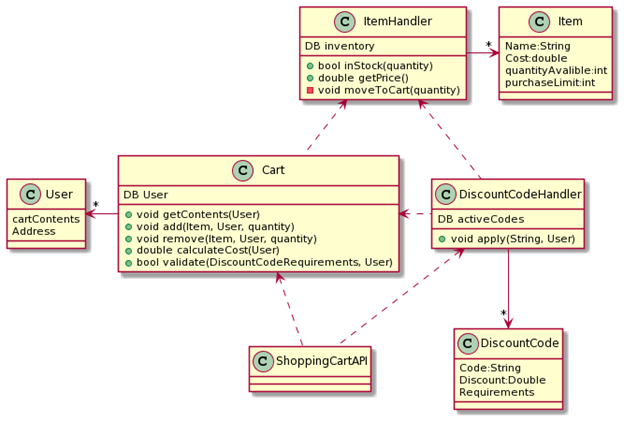 C ItemHandler
DB inventory
bool inStock(quantity)
double getPrice()
void moveToCart(quantity)
*
C Item
Name:String
Cost:double
quantityAvalible:int
purchaseLimit:int
C User
cartContents
Address
*
C Cart
DB User
void getContents(User)
void add(Item, User, quantity)
void remove(Item, User, quantity)
double calculateCost(User)
bool validate(DiscountCodeRequirements, User)
C DiscountCodeHandler
DB activeCodes
void apply(String, User)
*
C ShoppingCartAPI
C DiscountCode
Code:String
Discount:Double
Requirements